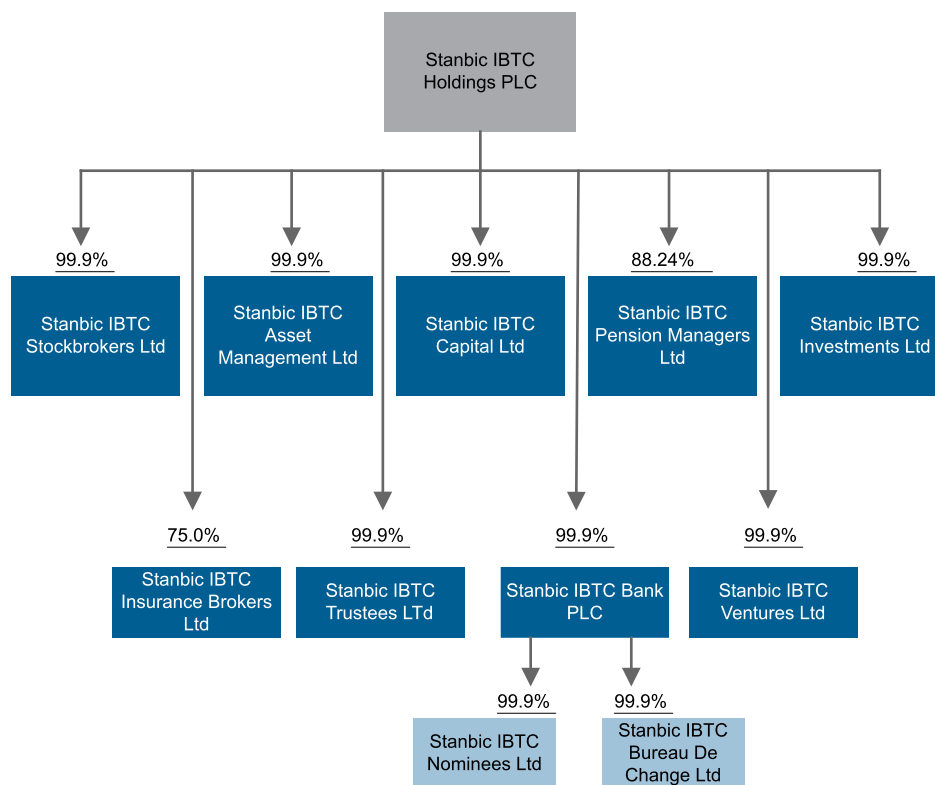 Stanbic IBTC
Holdings PLC
99.9%
99.9%
99.9%
88.24%
99.9%
Stanbic IBTC
Stockbrokers Ltd
Stanbic IBTC
Asset
Management Ltd
Stanbic IBTC
Capital Ltd
Stanbic IBTC
Pension Managers
Ltd
Stanbic IBTC
Investments Ltd
75.0%
99.9%
99.9%
99.9%
Stanbic IBTC
Insurance Brokers
Ltd
Stanbic IBTC
Trustees LTd
Stanbic IBTC Bank
PLC
Stanbic IBTC
Ventures Ltd
99.9%
99.9%
Stanbic IBTC
Nominees Ltd
Stanbic IBTC
Bureau De
Change Ltd